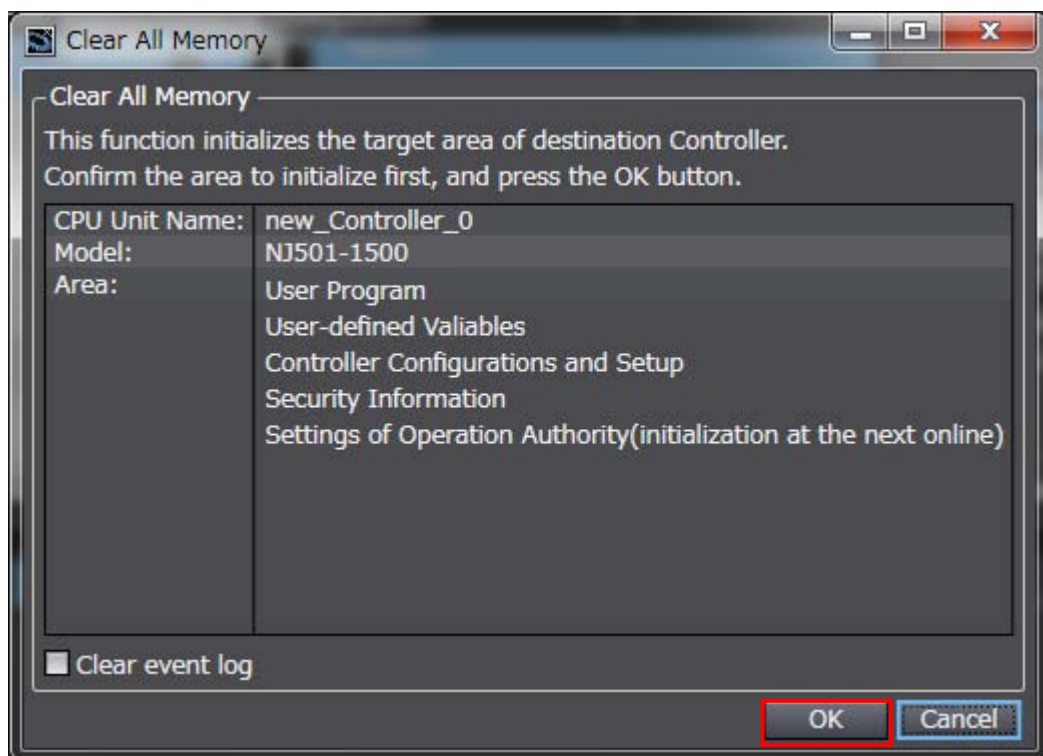 Clear All Memory
Clear All Memory
This function initializes the target area of destination Controller.
Confirm the area to initialize first, and press the OK button.
CPU Unit Name: new_Controller_0
Model: NJ501-1500
Area: User Program
User-defined Valiables
Controller Configurations and Setup
Security Information
Settings of Operation Authority(initialization at the next online)
Clear event log
OK Cancel